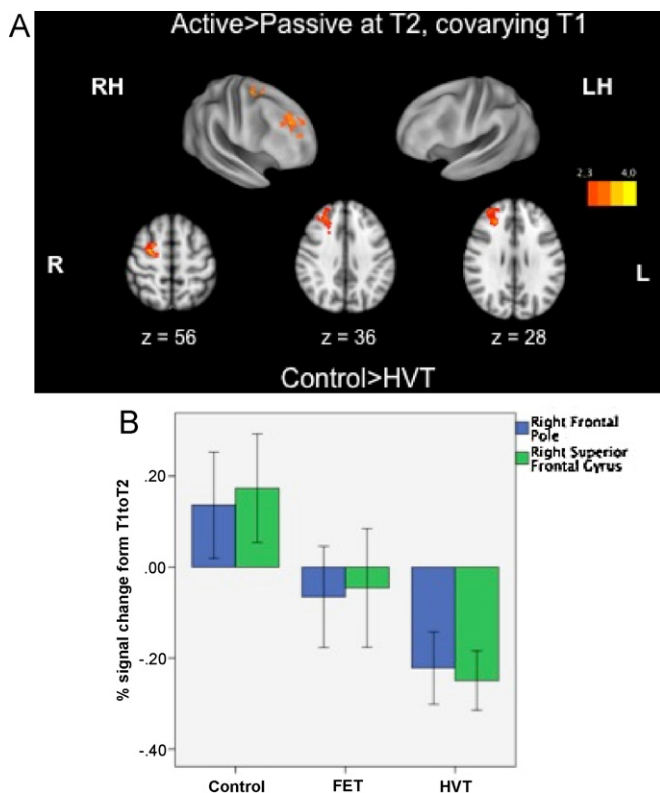 A
Active>Passive at T2, covarying T1
RH
LH
2,3
4,0
R
L
z = 56
z = 36
z = 28
Control>HVT
B
Right Frontal
Pole
Right Superior
Frontal Gyrus
% signal change form T1toT2
.20
.00
-.20
-.40
Control
FET
HVT